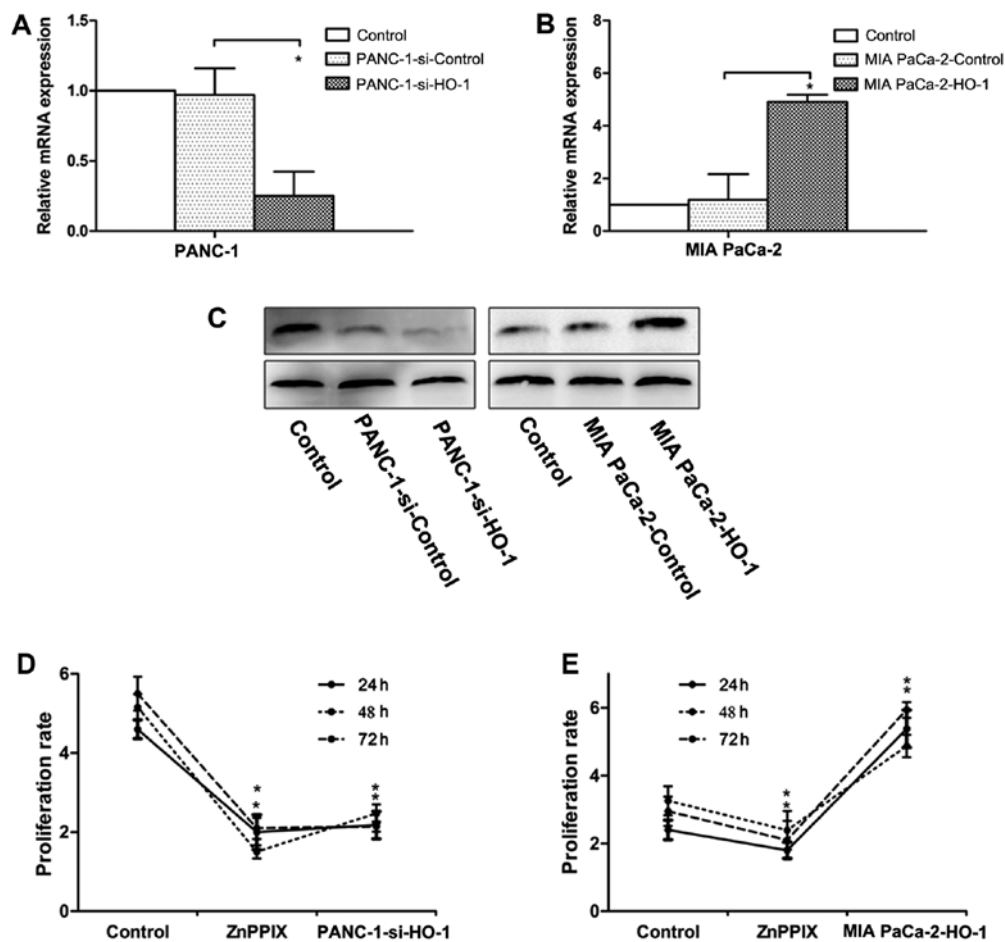 A
Relative mRNA expression
1.5
1.0
0.5
0.0
PANC-1
*
Control
PANC-1-si-Control
PANC-1-si-HO-1
B
Relative mRNA expression
8
6
4
2
0
MIA PaCa-2
*
Control
MIA PaCa-2-Control
MIA PaCa-2-HO-1
C
Control
PANC-1-si-Control
PANC-1-si-HO-1
Control
MIA PaCa-2-Control
MIA PaCa-2-HO-1
D
Proliferation rate
6
4
2
0
24 h
48 h
72 h
* *
* *
Control
ZnPPIX
PANC-1-si-HO-1
E
Proliferation rate
6
4
2
0
24 h
48 h
72 h
* *
* *
Control
ZnPPIX
MIA PaCa-2-HO-1